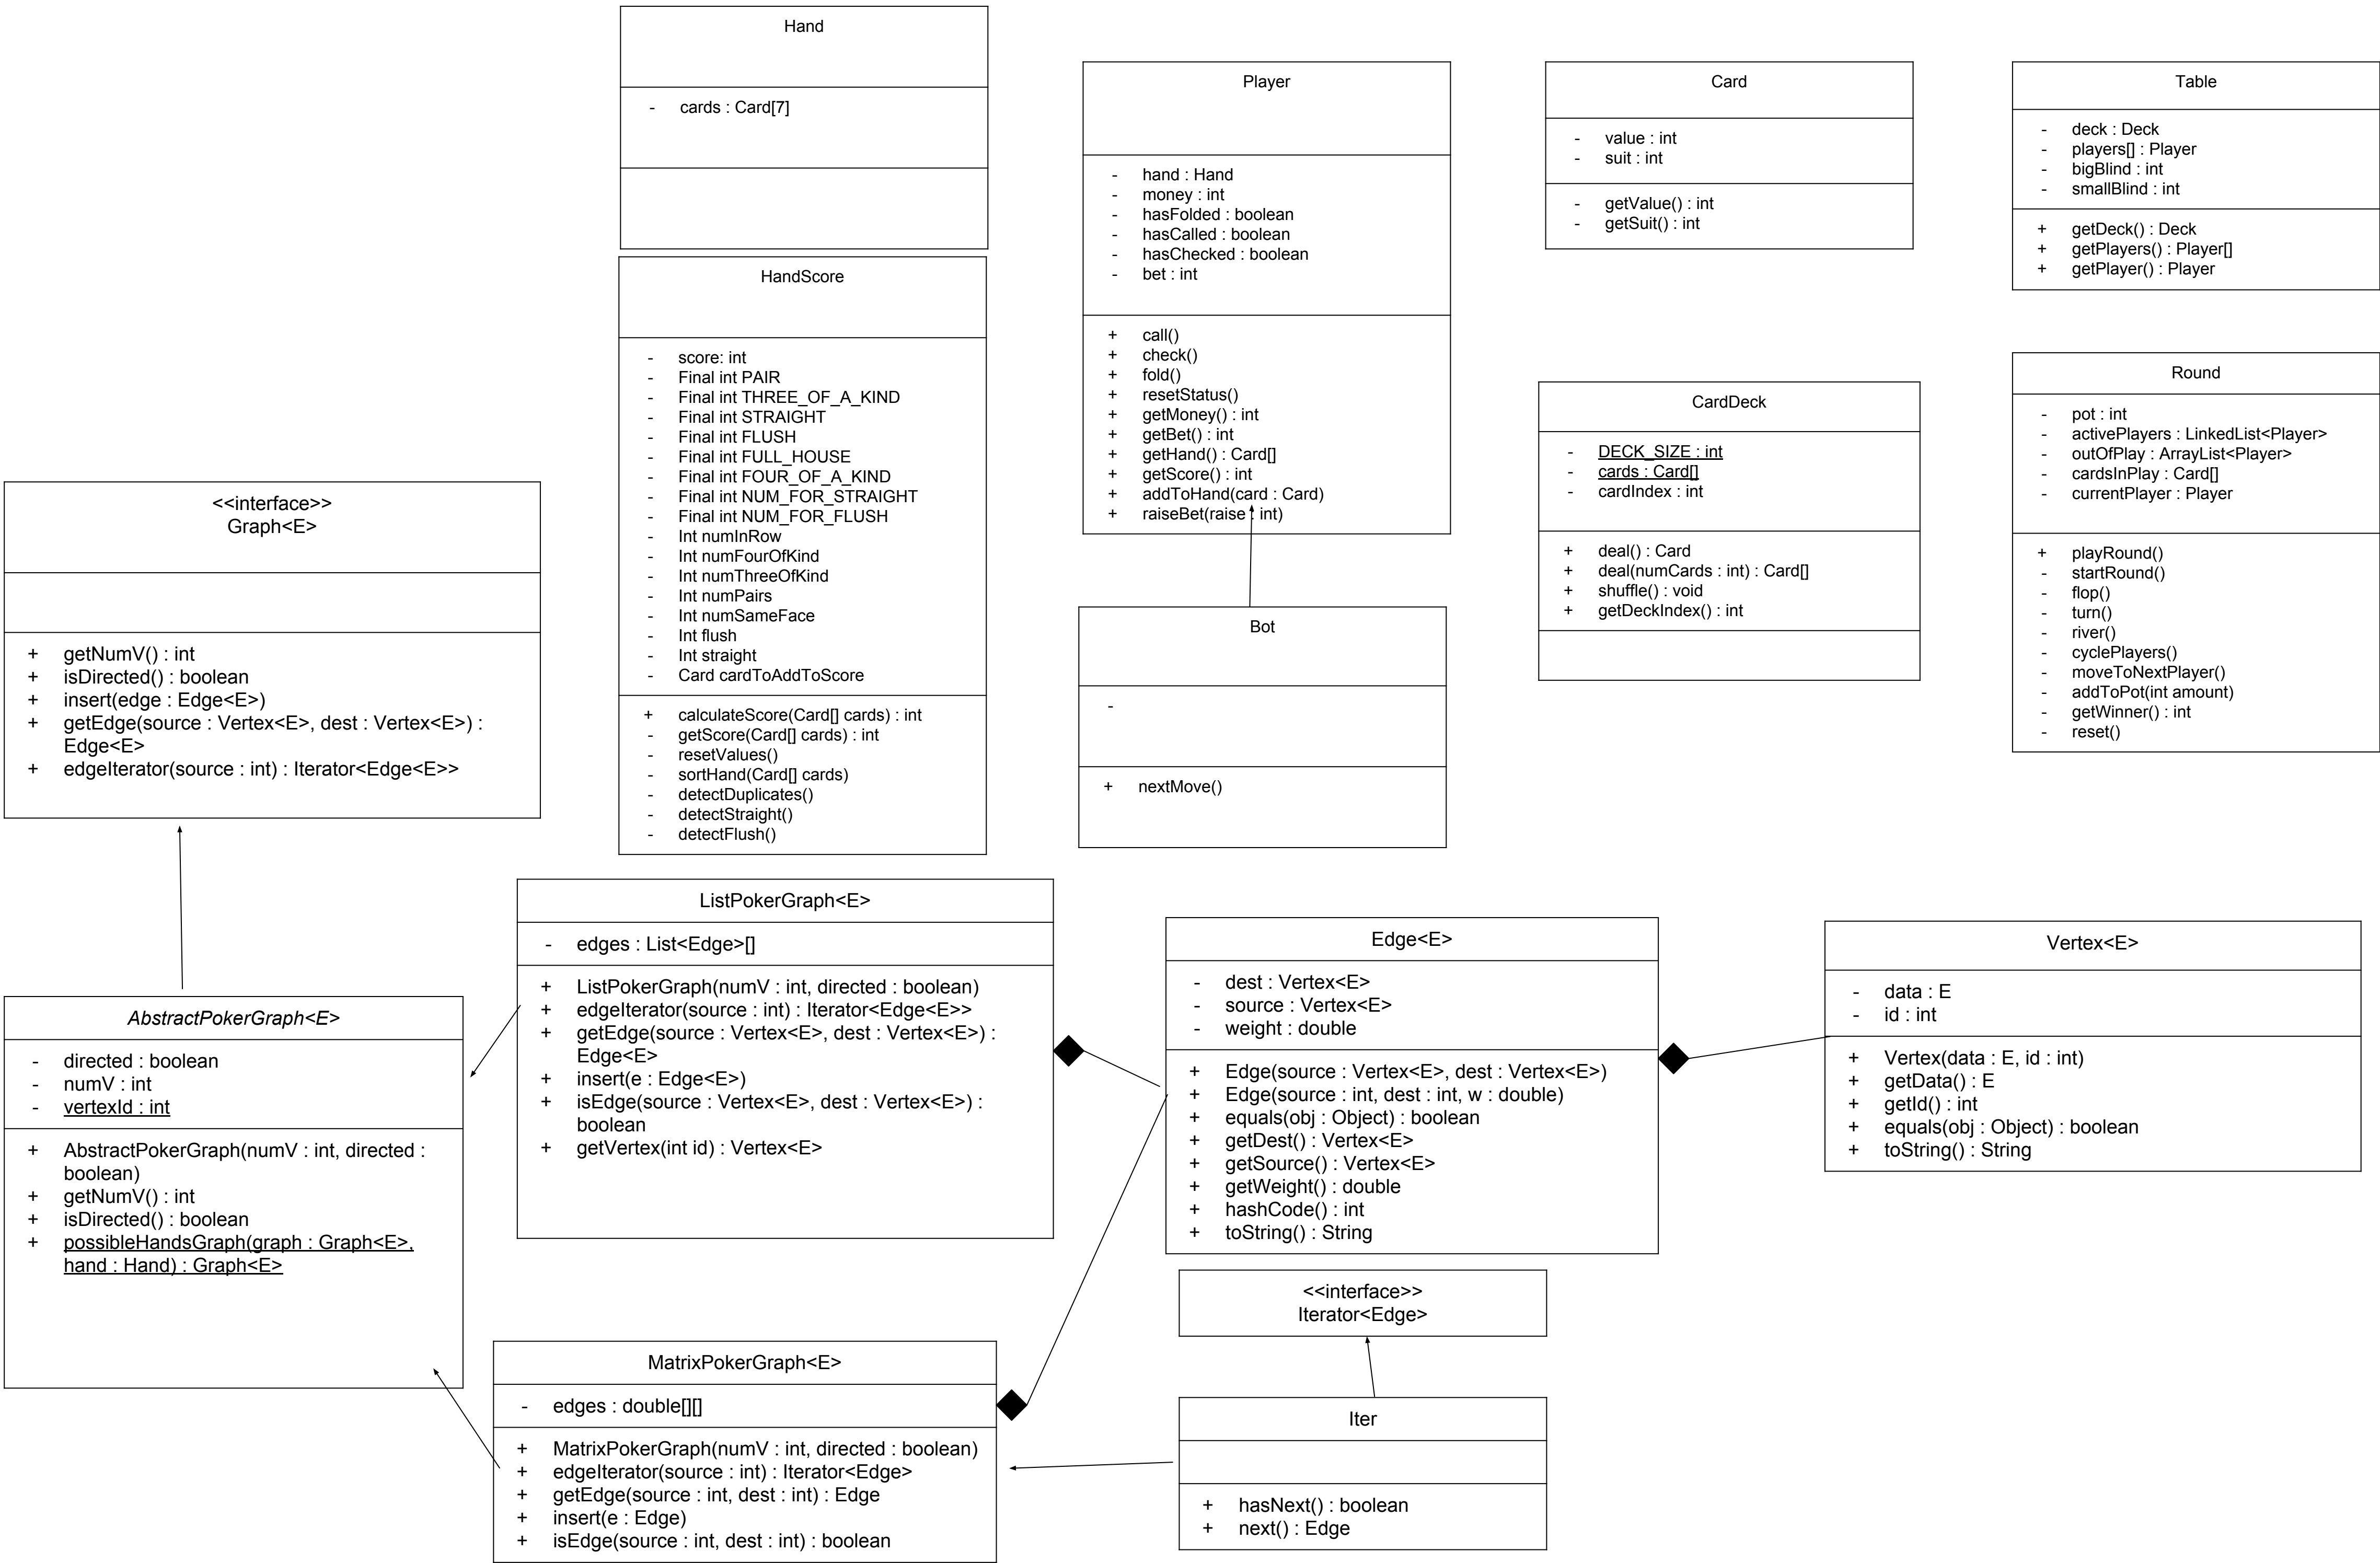 Hand
- cards : Card[7]
HandScore
- score: int
- Final int PAIR
- Final int THREE_OF_A_KIND
- Final int STRAIGHT
- Final int FLUSH
- Final int FULL_HOUSE
- Final int FOUR_OF_A_KIND
- Final int NUM_FOR_STRAIGHT
- Final int NUM_FOR_FLUSH
- Int numInRow
- Int numFourOfKind
- Int numThreeOfKind
- Int numPairs
- Int numSameFace
- Int flush
- Int straight
- Card cardToAddToScore
+ calculateScore(Card[] cards) : int
- getScore(Card[] cards) : int
- resetValues()
- sortHand(Card[] cards)
- detectDuplicates()
- detectStraight()
- detectFlush()
Player
- hand : Hand
- money : int
- hasFolded : boolean
- hasCalled : boolean
- hasChecked : boolean
- bet : int
+ call()
+ check()
+ fold()
+ resetStatus()
+ getMoney() : int
+ getBet() : int
+ getHand() : Card[]
+ getScore() : int
+ addToHand(card : Card)
+ raiseBet(raise : int)
Bot
-
+ nextMove()
Card
- value : int
- suit : int
- getValue() : int
- getSuit() : int
CardDeck
- DECK_SIZE : int
- cards : Card[]
- cardIndex : int
+ deal() : Card
+ deal(numCards : int) : Card[]
+ shuffle() : void
+ getDeckIndex() : int
Table
- deck : Deck
- players[] : Player
- bigBlind : int
- smallBlind : int
+ getDeck() : Deck
+ getPlayers() : Player[]
+ getPlayer() : Player
Round
- pot : int
- activePlayers : LinkedList<Player>
- outOfPlay : ArrayList<Player>
- cardsInPlay : Card[]
- currentPlayer : Player
+ playRound()
- startRound()
- flop()
- turn()
- river()
- cyclePlayers()
- moveToNextPlayer()
- addToPot(int amount)
- getWinner() : int
- reset()
<<interface>>
Graph<E>
+ getNumV() : int
+ isDirected() : boolean
+ insert(edge : Edge<E>)
+ getEdge(source : Vertex<E>, dest : Vertex<E>) :
Edge<E>
+ edgeIterator(source : int) : Iterator<Edge<E>>
AbstractPokerGraph<E>
- directed : boolean
- numV : int
- vertexId : int
+ AbstractPokerGraph(numV : int, directed :
boolean)
+ getNumV() : int
+ isDirected() : boolean
+ possibleHandsGraph(graph : Graph<E>,
hand : Hand) : Graph<E>
ListPokerGraph<E>
- edges : List<Edge>[]
+ ListPokerGraph(numV : int, directed : boolean)
+ edgeIterator(source : int) : Iterator<Edge<E>>
+ getEdge(source : Vertex<E>, dest : Vertex<E>) :
Edge<E>
+ insert(e : Edge<E>)
+ isEdge(source : Vertex<E>, dest : Vertex<E>) :
boolean
+ getVertex(int id) : Vertex<E>
MatrixPokerGraph<E>
- edges : double[][]
+ MatrixPokerGraph(numV : int, directed : boolean)
+ edgeIterator(source : int) : Iterator<Edge>
+ getEdge(source : int, dest : int) : Edge
+ insert(e : Edge)
+ isEdge(source : int, dest : int) : boolean
Edge<E>
- dest : Vertex<E>
- source : Vertex<E>
- weight : double
+ Edge(source : Vertex<E>, dest : Vertex<E>)
+ Edge(source : int, dest : int, w : double)
+ equals(obj : Object) : boolean
+ getDest() : Vertex<E>
+ getSource() : Vertex<E>
+ getWeight() : double
+ hashCode() : int
+ toString() : String
<<interface>>
Iterator<Edge>
Iter
+ hasNext() : boolean
+ next() : Edge
Vertex<E>
- data : E
- id : int
+ Vertex(data : E, id : int)
+ getData() : E
+ getId() : int
+ equals(obj : Object) : boolean
+ toString() : String